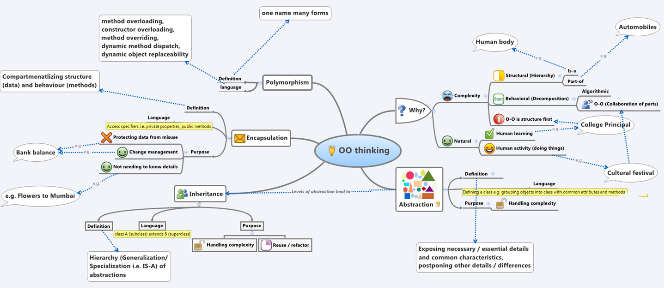 one name many forms
method overloading,
constructor overloading,
method overriding,
dynamic method dispatch,
dynamic object replaceability
Definition
language
Polymorphism
Compartmenatlizing structure
(data) and behaviour (methods)
Definition
Language
Access specifiers i.e. private properties, public methods
Protecting data from misuse
Bank balance
e.g.
Change management
Purpose
Encapsulation
Not needing to know details
e.g.
e.g. Flowers to Mumbai
OO thinking
Inheritance
Levels of abstraction lead to
Definition
Language
Purpose
class A (subclass) extends B (superclass)
Handling complexity
Reuse / refactor
Hierarchy (Generalization/
Specialization i.e. IS-A) of
abstractions
Automobiles
Human body
e.g.
e.g.
Is-a
Structural (Hierarchy)
Part-of
Why?
Complexity
Algorithmic
Behavioral (Decomposition)
O-O (Collaboration of parts)
O-O is structure first
College Principal
e.g.
Human learning
Natural
Human activity (doing things)
Cultural festival
Abstraction
Definition
Language
Defining a class e.g. grouping objects into class with common attributes and methods
Purpose
Handling complexity
Exposing necessary / essential details
and common characteristics,
postponing other details / differences